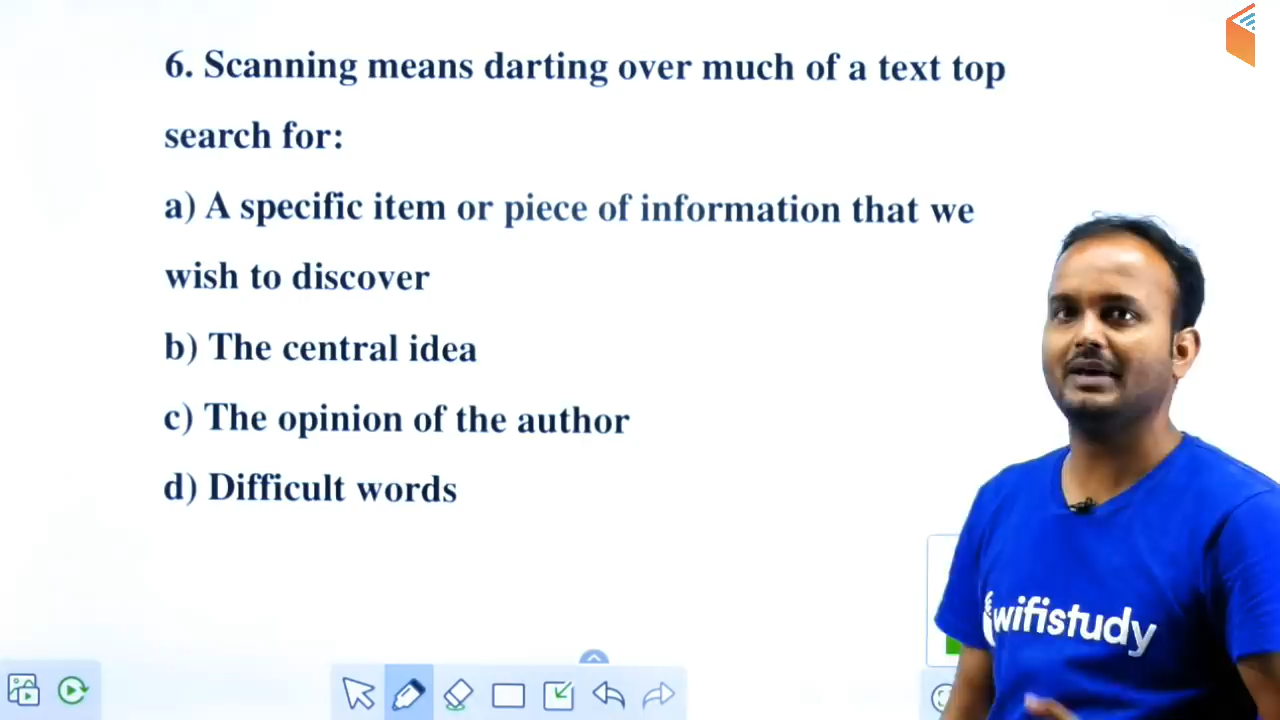 6. Scanning means darting over much of a text top
search for:
a) A specific item or piece of information that we
wish to discover
b) The central idea
c) The opinion of the author
d) Difficult words
wifistudy